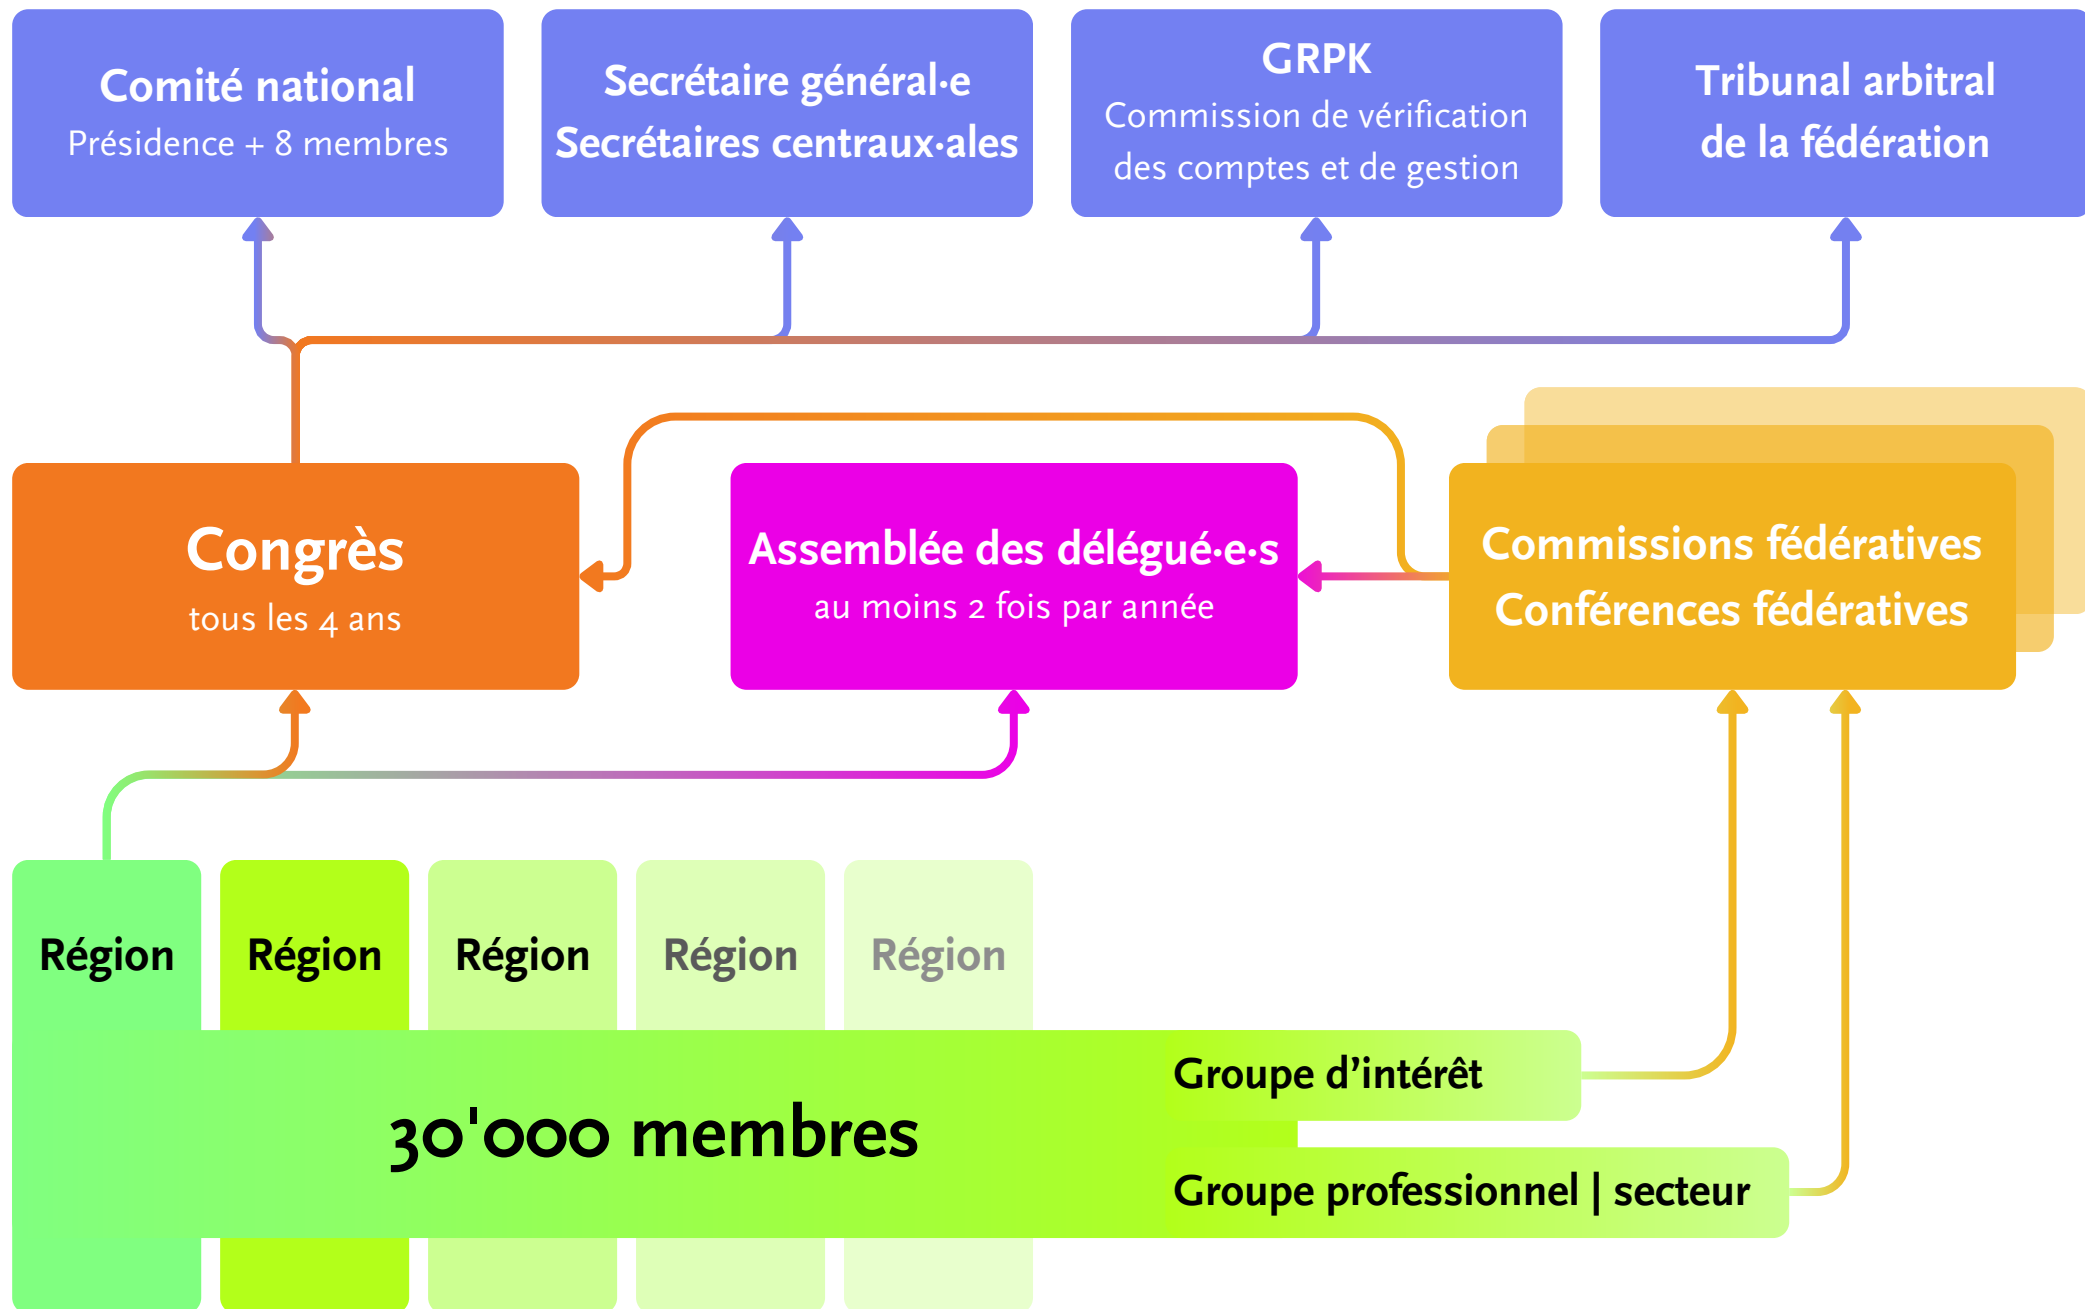 Comité national
Présidence + 8 membres
Secrétaire général·e
Secrétaires centraux·ales
GRPK
Commission de vérification
des comptes et de gestion
Tribunal arbitral
de la fédération
Congrès
tous les 4 ans
Assemblée des délégué·e·s
au moins 2 fois par année
Commissions fédératives
Conférences fédératives
Région
Région
Région
Région
Région
30'000 membres
Groupe d’intérêt
Groupe professionnel | secteur